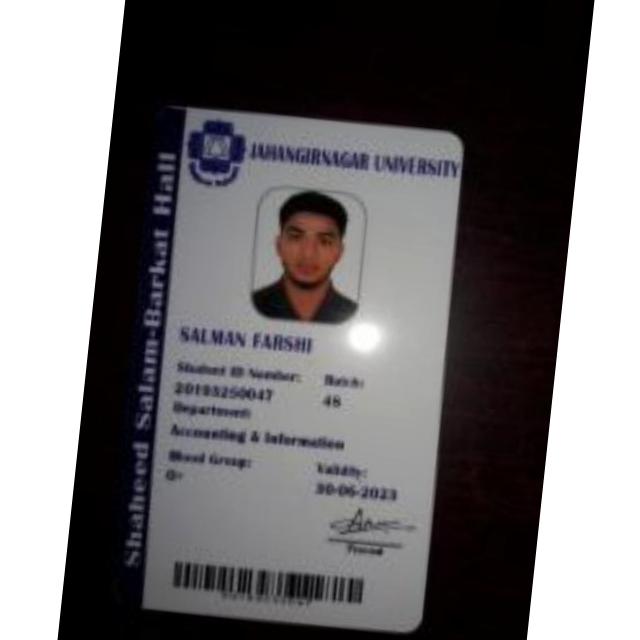 JAHANGIRNAGAR UNIVERSITY
Shaheed Salam-Barkat Hall
SALMAN FARSHI
Student ID Number:
Batch:
20195250047
48
Department:
Accounting & Information
Blood Group:
Validity:
O+
30-06-2023
Provost